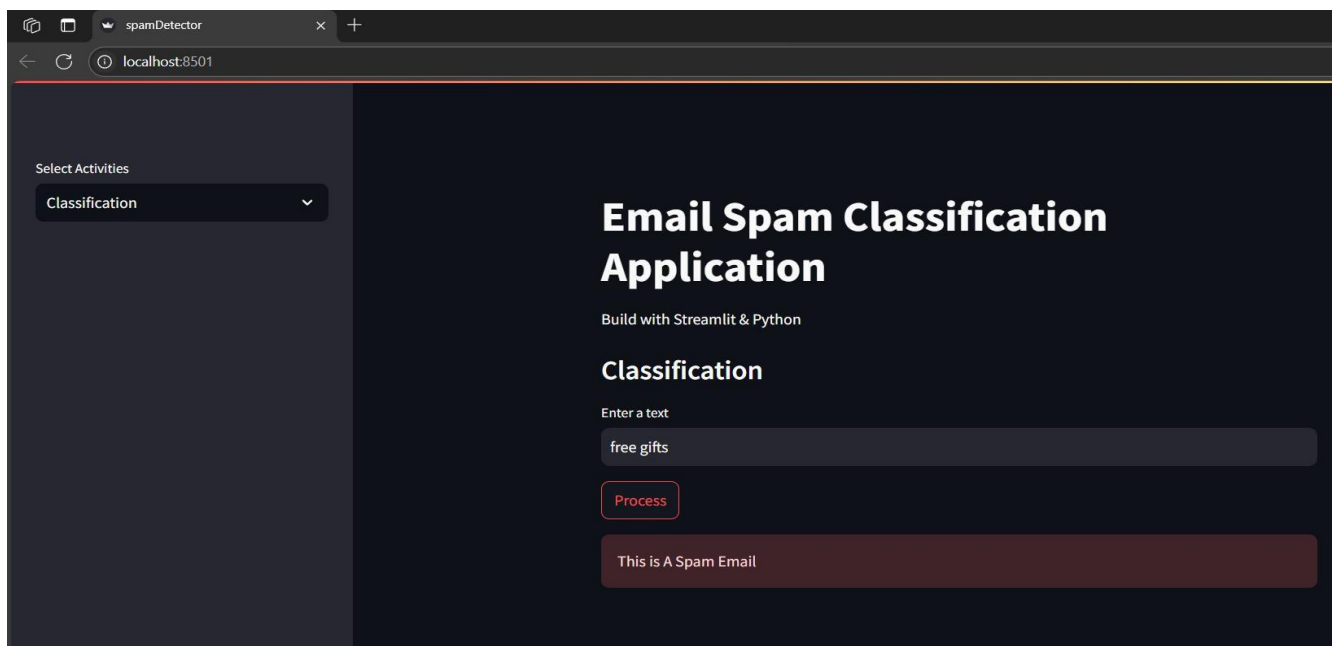 spamDetector
localhost:8501
Select Activities
Classification
Email Spam Classification
Application
Build with Streamlit & Python
Classification
Enter a text
free gifts
Process
This is A Spam Email